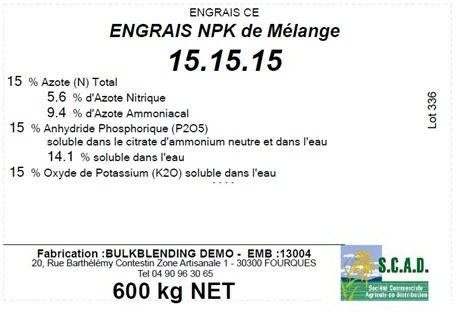 ENGRAIS CE
ENGRAIS NPK de Mélange
15.15.15
15 % Azote (N) Total
5.6 % d'Azote Nitrique
9.4 % d'Azote Ammoniacal
15 % Anhydride Phosphorique (P2O5)
soluble dans le citrate d'ammonium neutre et dans l'eau
14.1 % soluble dans l'eau
15 % Oxyde de Potassium (K2O) soluble dans l'eau
Lot 336
Fabrication :BULKBLENDING DEMO - EMB :13004
20, Rue Barthélémy Contestin Zone Artisanale 1 - 30300 FOURQUES
Tel 04 90 96 30 65
600 kg NET
S.C.A.D.
Société Commerciale
Agricole de Distribution